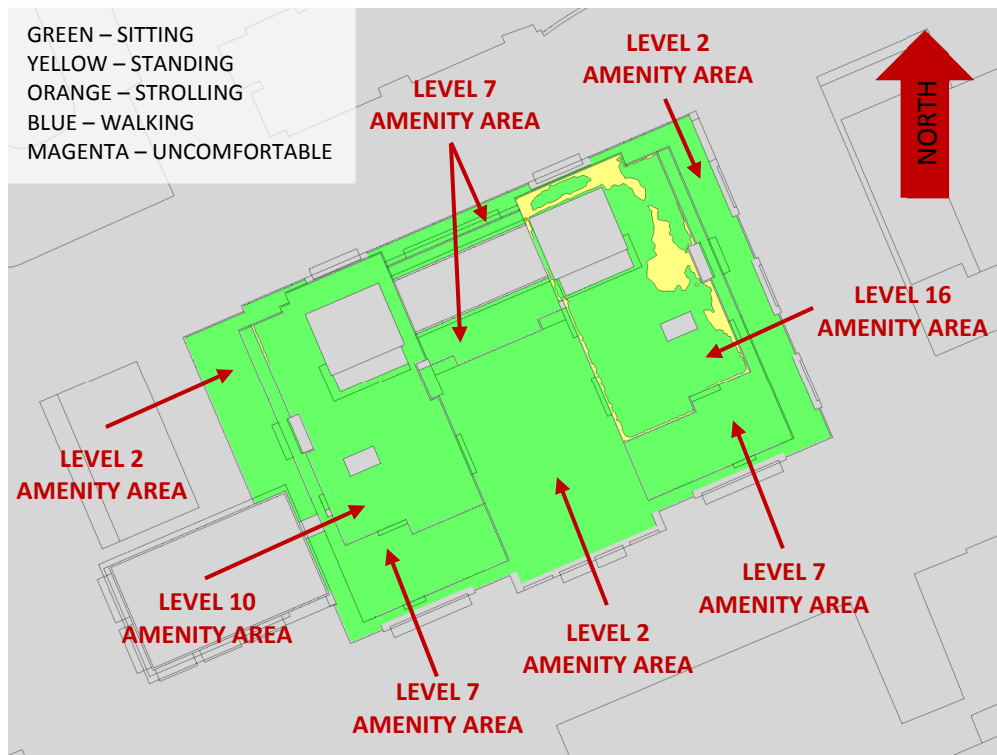 GREEN – SITTING
YELLOW – STANDING
ORANGE – STROLLING
BLUE – WALKING
MAGENTA – UNCOMFORTABLE
LEVEL 7
AMENITY AREA
LEVEL 2
AMENITY AREA
NORTH
LEVEL 16
AMENITY AREA
LEVEL 2
AMENITY AREA
LEVEL 10
AMENITY AREA
LEVEL 7
AMENITY AREA
LEVEL 2
AMENITY AREA
LEVEL 7
AMENITY AREA